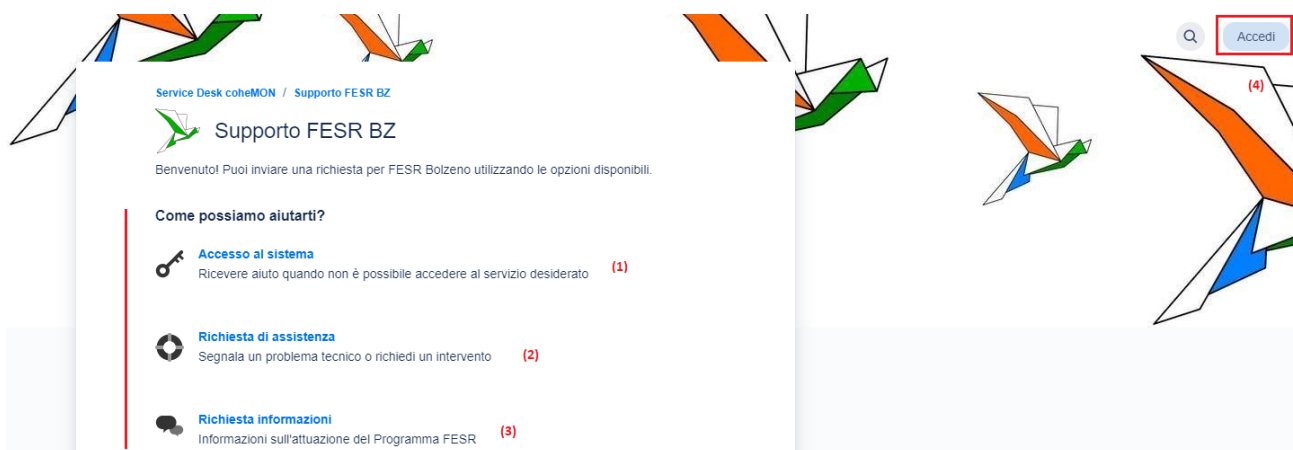 Accedi
(4)
Service Desk coheMON / Supporto FESR BZ
Supporto FESR BZ
Benvenuto! Puoi inviare una richiesta per FESR Bolzeno utilizzando le opzioni disponibili.
Come possiamo aiutarti?
Accesso al sistema
Ricevere aiuto quando non è possibile accedere al servizio desiderato (1)
Richiesta di assistenza
Segnala un problema tecnico o richiedi un intervento (2)
Richiesta informazioni
Informazioni sull'attuazione del Programma FESR (3)